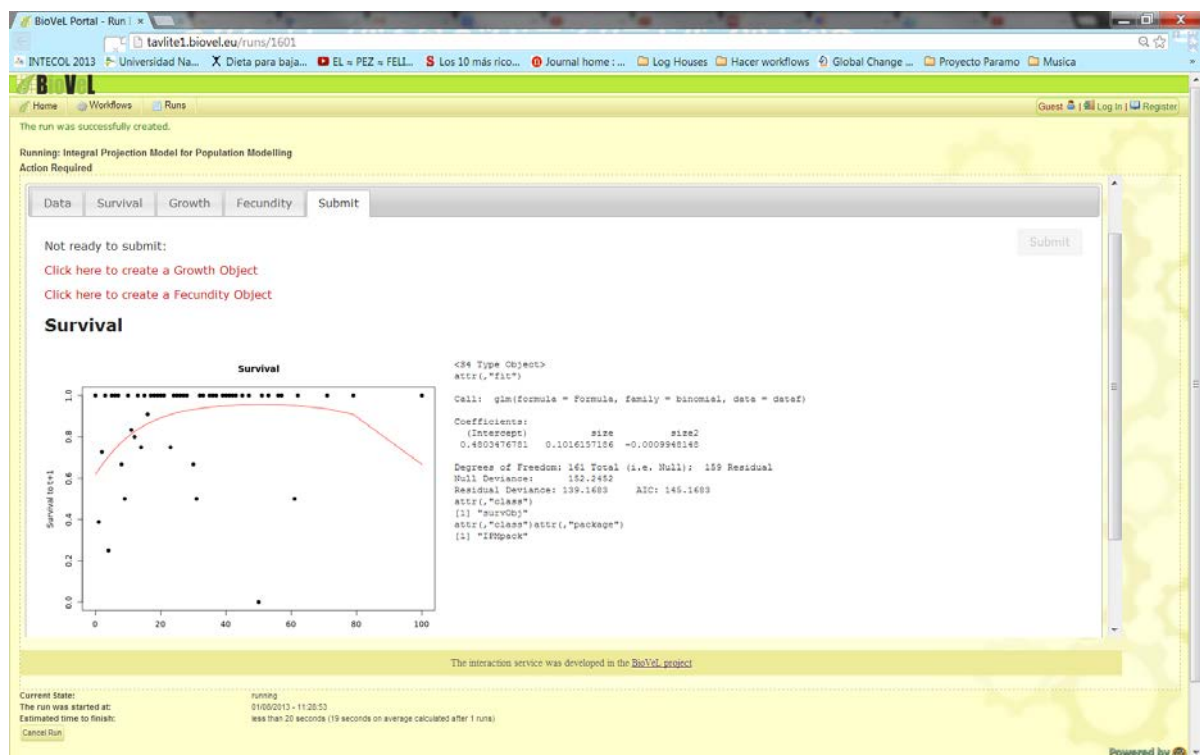 BioVeL Portal - Run
tavlite1.biovel.eu/runs/1601
INTECOL 2013 Universidad Na... Dieta para baja... EL = PEZ = FELI... Los 10 más rico... Journal home : ... Log Houses Hacer workflows Global Change ... Proyecto Paramo Musica »
BioVeL
Home Workflows Runs Guest | Log In | Register
The run was successfully created.
Running: Integral Projection Model for Population Modelling
Action Required
Data Survival Growth Fecundity Submit
Not ready to submit: Submit
Click here to create a Growth Object
Click here to create a Fecundity Object
Survival
Survival
Survival to t+1
1.0
0.8
0.6
0.4
0.2
0.0
0 20 40 60 80 100
<S4 Type Object>
attr(,"fit")
Call: glm(formula = Formula, family = binomial, data = dataf)
Coefficients:
(Intercept) size size2
0.4803476781 0.1016157186 -0.0009948148
Degrees of Freedom: 161 Total (i.e. Null); 159 Residual
Null Deviance: 152.2452
Residual Deviance: 139.1683 AIC: 145.1683
attr(,"class")
[1] "survObj"
attr(,"class")attr(,"package")
[1] "IPMpack"
The interaction service was developed in the BioVeL project
Current State: running
The run was started at: 01/08/2013 - 11:28:53
Estimated time to finish: less than 20 seconds (19 seconds on average calculated after 1 runs)
Cancel Run
Powered by